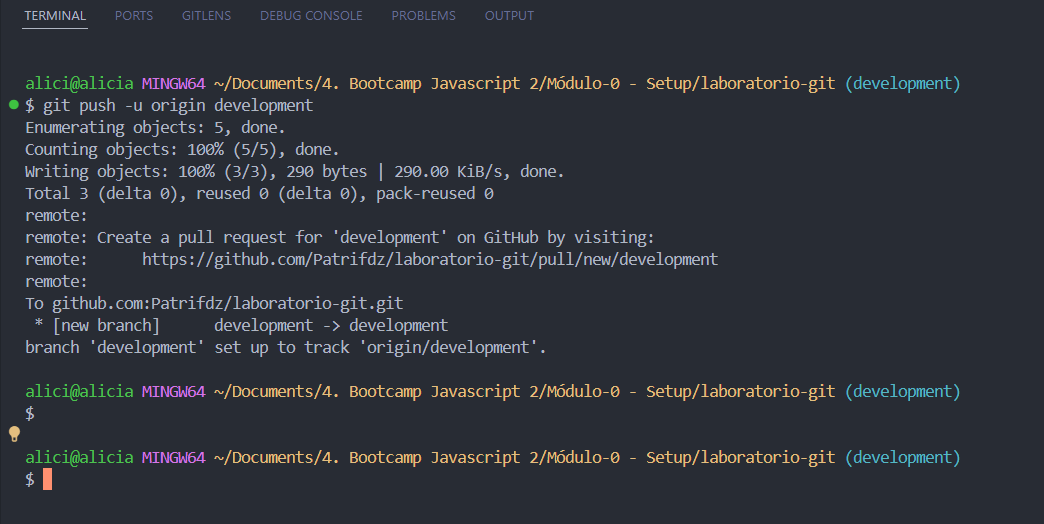 TERMINAL PORTS GITLENS DEBUG CONSOLE PROBLEMS OUTPUT
alici@alicia MINGW64 ~/Documents/4. Bootcamp Javascript 2/Módulo-0 - Setup/laboratorio-git (development)
$ git push -u origin development
Enumerating objects: 5, done.
Counting objects: 100% (5/5), done.
Writing objects: 100% (3/3), 290 bytes | 290.00 KiB/s, done.
Total 3 (delta 0), reused 0 (delta 0), pack-reused 0
remote:
remote: Create a pull request for 'development' on GitHub by visiting:
remote:      https://github.com/Patrifdz/laboratorio-git/pull/new/development
remote:
To github.com:Patrifdz/laboratorio-git.git
 * [new branch]      development -> development
branch 'development' set up to track 'origin/development'.
alici@alicia MINGW64 ~/Documents/4. Bootcamp Javascript 2/Módulo-0 - Setup/laboratorio-git (development)
$
alici@alicia MINGW64 ~/Documents/4. Bootcamp Javascript 2/Módulo-0 - Setup/laboratorio-git (development)
$